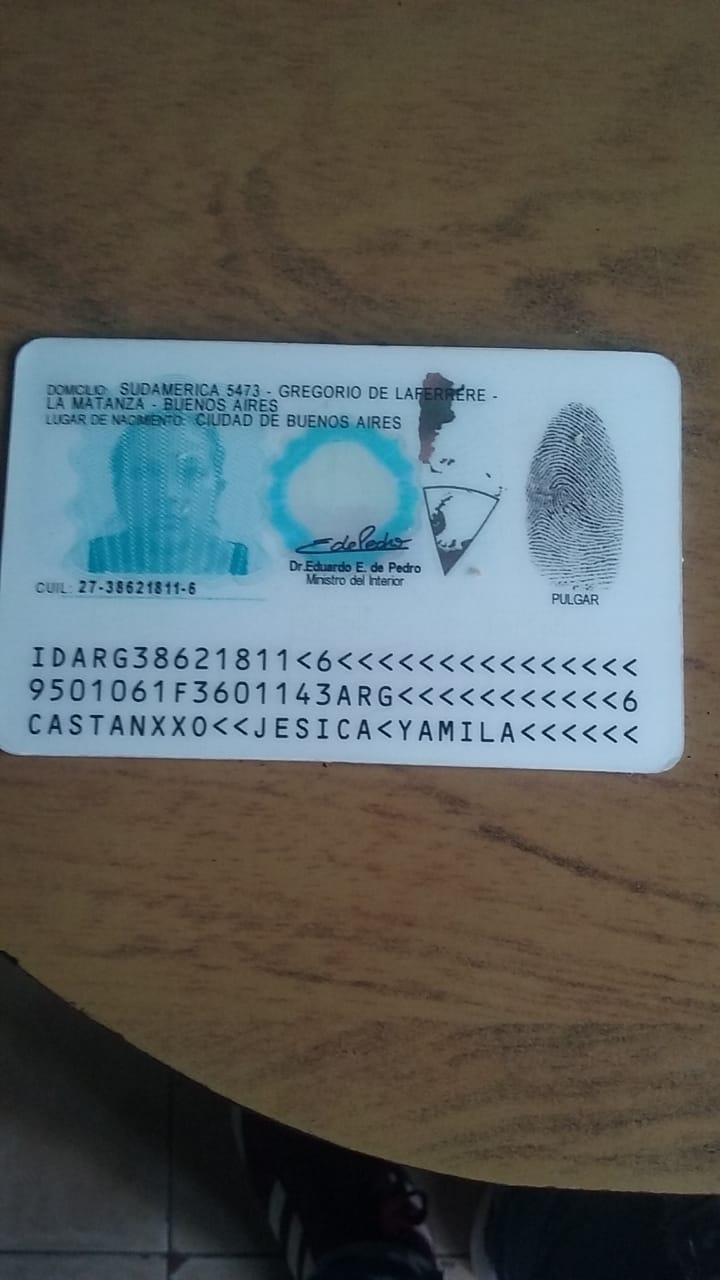 DOMICILIO: SUDAMERICA 5473 - GREGORIO DE LAFERRERE -
LA MATANZA - BUENOS AIRES
LUGAR DE NACIMIENTO: CIUDAD DE BUENOS AIRES
Dr.Eduardo E. de Pedro
Ministro del Interior
CUIL: 27-38621811-6
PULGAR
IDARG38621811<6<<<<<<<<<<<<<<<
9501061F3601143ARG<<<<<<<<<<<6
CASTANXXO<<JESICA<YAMILA<<<<<<